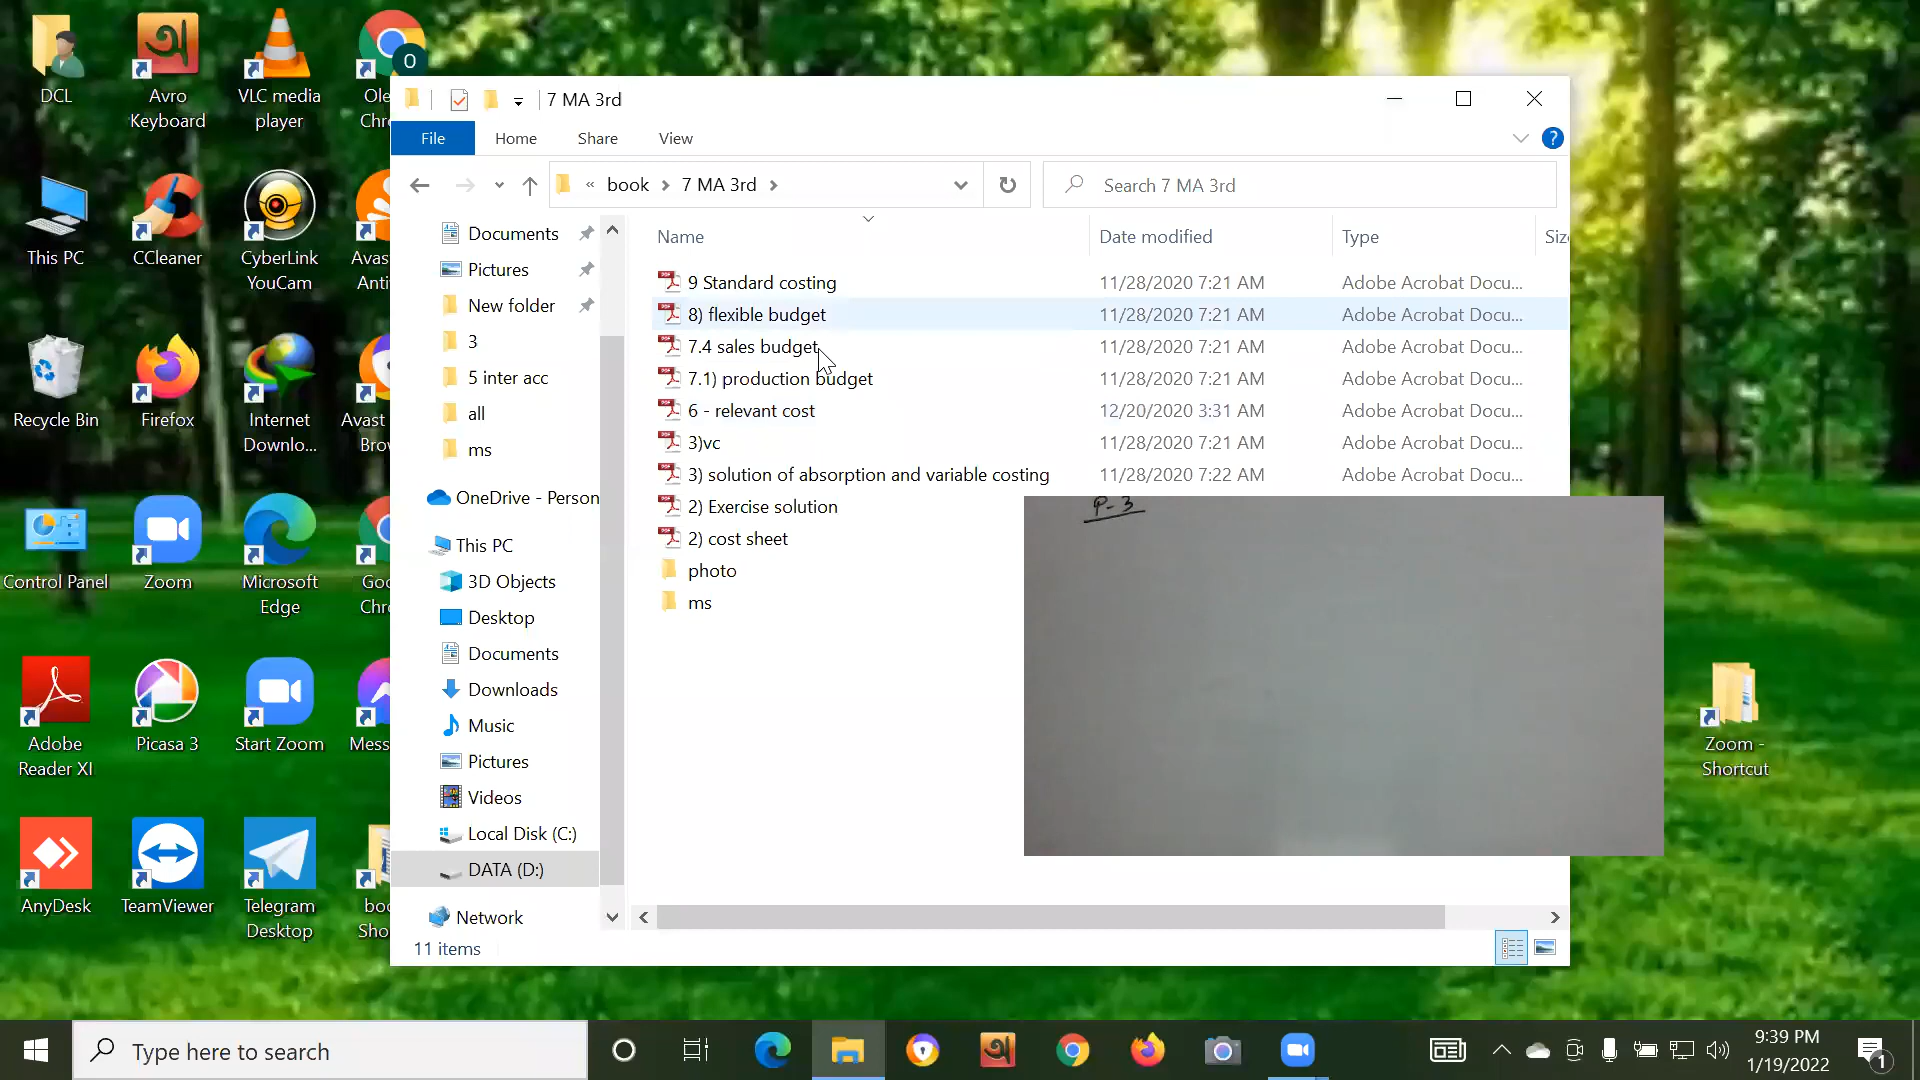 DCL
Avro
Keyboard
VLC media
player
Ole
Chr
O
This PC
CCleaner
CyberLink
YouCam
Avas
Anti
Recycle Bin
Firefox
Internet
Downlo...
Avast
Bro
Control Panel
Zoom
Microsoft
Edge
Goo
Chr
Adobe
Reader XI
Picasa 3
Start Zoom
Mess
AnyDesk
TeamViewer
Telegram
Desktop
boo
Sho
7 MA 3rd
File
Home
Share
View
?
« book > 7 MA 3rd >
Search 7 MA 3rd
Documents
Pictures
New folder
3
5 inter acc
all
ms
OneDrive - Person
This PC
3D Objects
Desktop
Documents
Downloads
Music
Pictures
Videos
Local Disk (C:)
DATA (D:)
Network
11 items
Name Date modified Type Siz
9 Standard costing 11/28/2020 7:21 AM Adobe Acrobat Docu...
8) flexible budget 11/28/2020 7:21 AM Adobe Acrobat Docu...
7.4 sales budget 11/28/2020 7:21 AM Adobe Acrobat Docu...
7.1) production budget 11/28/2020 7:21 AM Adobe Acrobat Docu...
6 - relevant cost 12/20/2020 3:31 AM Adobe Acrobat Docu...
3)vc 11/28/2020 7:21 AM Adobe Acrobat Docu...
3) solution of absorption and variable costing 11/28/2020 7:22 AM Adobe Acrobat Docu...
2) Exercise solution
2) cost sheet
photo
ms
P-3
Zoom -
Shortcut
Type here to search
9:39 PM
1/19/2022
1